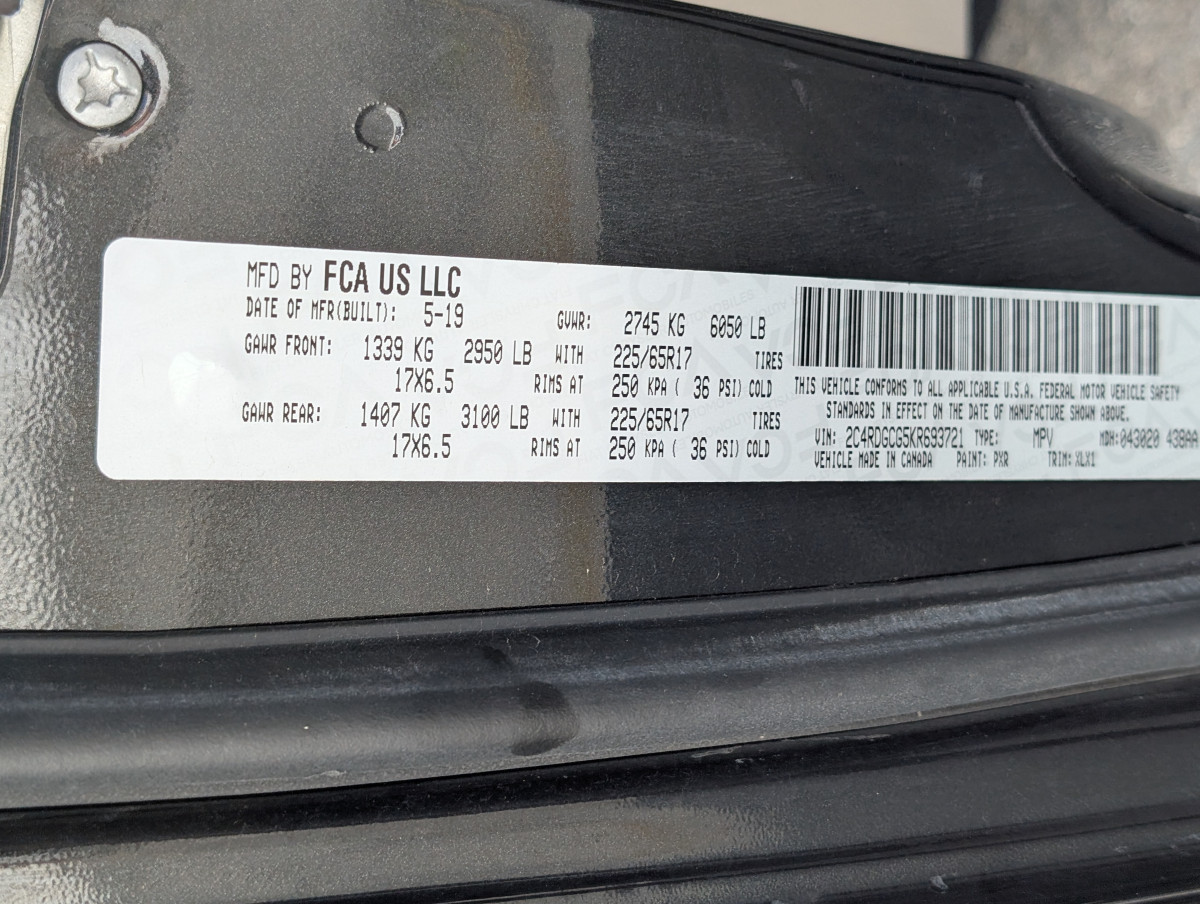 MFD BY FCA US LLC
DATE OF MFR(BUILT): 5-19 GVWR: 2745 KG 6050 LB
GAWR FRONT: 1339 KG 2950 LB WITH 225/65R17 TIRES
17X6.5 RIMS AT 250 KPA ( 36 PSI) COLD
GAWR REAR: 1407 KG 3100 LB WITH 225/65R17 TIRES
17X6.5 RIMS AT 250 KPA ( 36 PSI) COLD
THIS VEHICLE CONFORMS TO ALL APPLICABLE U.S.A. FEDERAL MOTOR VEHICLE SAFETY
STANDARDS IN EFFECT ON THE DATE OF MANUFACTURE SHOWN ABOVE.
VIN: 2C4RDGCG5KR693721 TYPE: MPV MDH: 043020 43BAA
VEHICLE MADE IN CANADA PAINT: PXR TRIM: XLX1